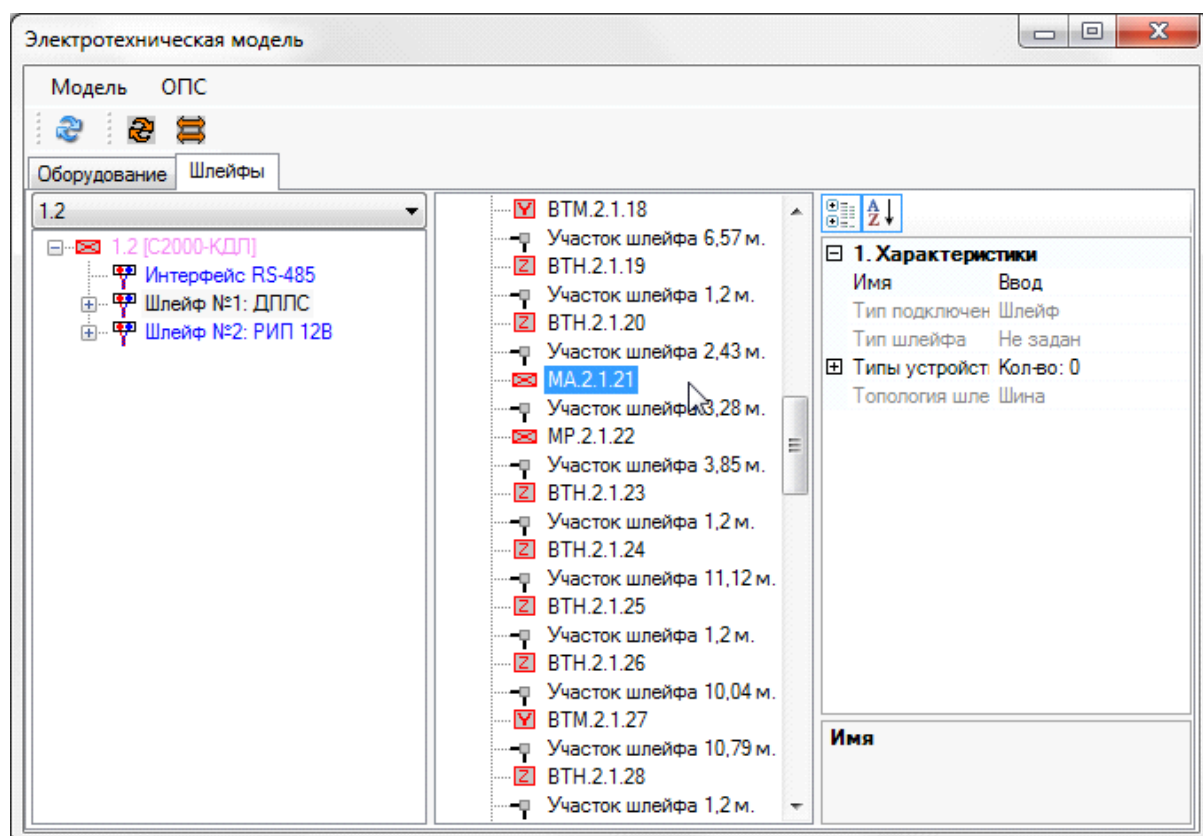 Электротехническая модель
Модель ОПС
Оборудование Шлейфы
1.2
1.2 [С2000-КДЛ]
Интерфейс RS-485
Шлейф №1: ДПЛС
Шлейф №2: РИП 12В
ВТМ.2.1.18
Участок шлейфа 6,57 м.
ВТН.2.1.19
Участок шлейфа 1,2 м.
ВТН.2.1.20
Участок шлейфа 2,43 м.
МА.2.1.21
Участок шлейфа 3,28 м.
МР.2.1.22
Участок шлейфа 3,85 м.
ВТН.2.1.23
Участок шлейфа 1,2 м.
ВТН.2.1.24
Участок шлейфа 11,12 м.
ВТН.2.1.25
Участок шлейфа 1,2 м.
ВТН.2.1.26
Участок шлейфа 10,04 м.
ВТМ.2.1.27
Участок шлейфа 10,79 м.
ВТН.2.1.28
Участок шлейфа 1,2 м.
1. Характеристики
Имя Ввод
Тип подключен Шлейф
Тип шлейфа Не задан
Типы устройст Кол-во: 0
Топология шле Шина
Имя